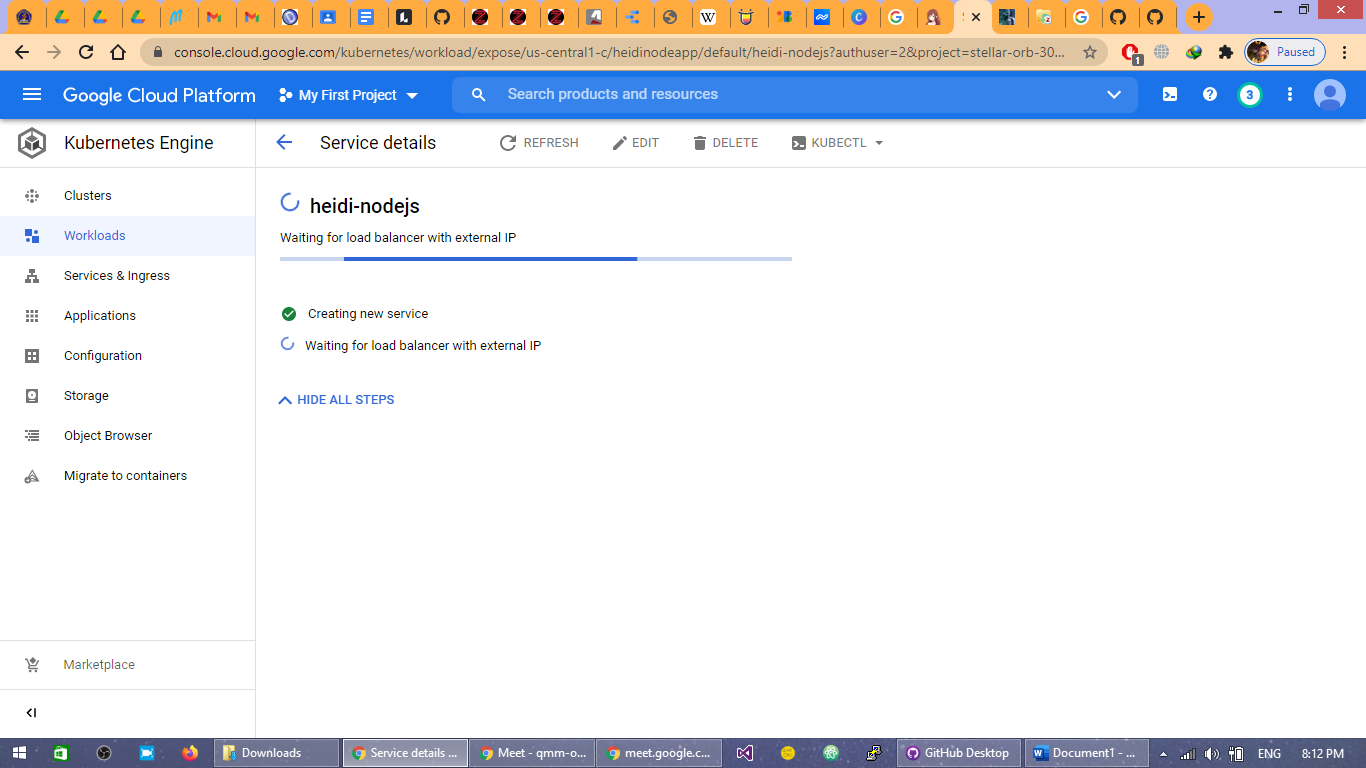 console.cloud.google.com/kubernetes/workload/expose/us-central1-c/heidinodeapp/default/heidi-nodejs?authuser=2&project=stellar-orb-30...
1
Paused
Google Cloud Platform
My First Project
Search products and resources
3
Kubernetes Engine
Service details
REFRESH
EDIT
DELETE
KUBECTL
Clusters
Workloads
Services & Ingress
Applications
Configuration
Storage
Object Browser
Migrate to containers
Marketplace
heidi-nodejs
Waiting for load balancer with external IP
Creating new service
Waiting for load balancer with external IP
HIDE ALL STEPS
Downloads
Service details ...
Meet - qmm-o...
meet.google.c...
GitHub Desktop
Document1 - ...
ENG
8:12 PM